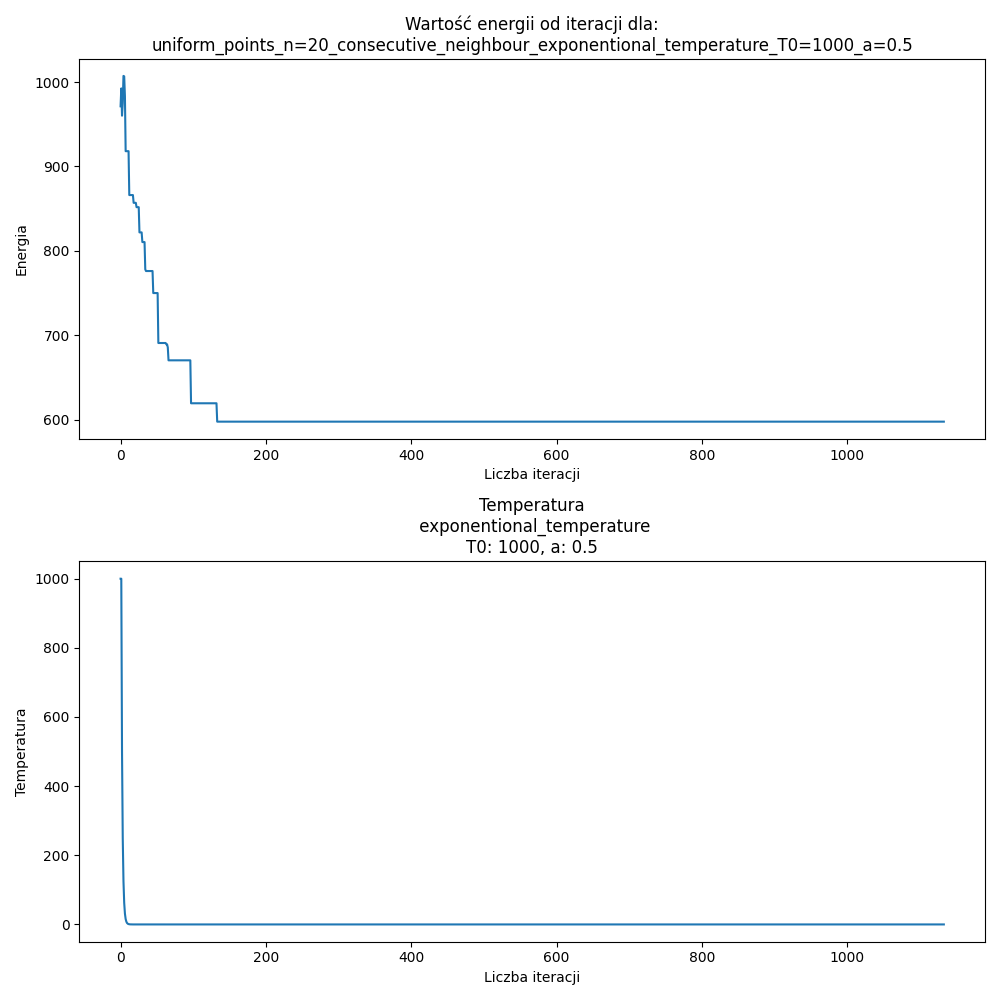 Wartość energii od iteracji dla:
uniform_points_n=20_consecutive_neighbour_exponentional_temperature_T0=1000_a=0.5
1000
900
800
700
600
Energia
0 200 400 600 800 1000
Liczba iteracji
Temperatura
exponentional_temperature
T0: 1000, a: 0.5
1000
800
600
400
200
0
Temperatura
0 200 400 600 800 1000
Liczba iteracji